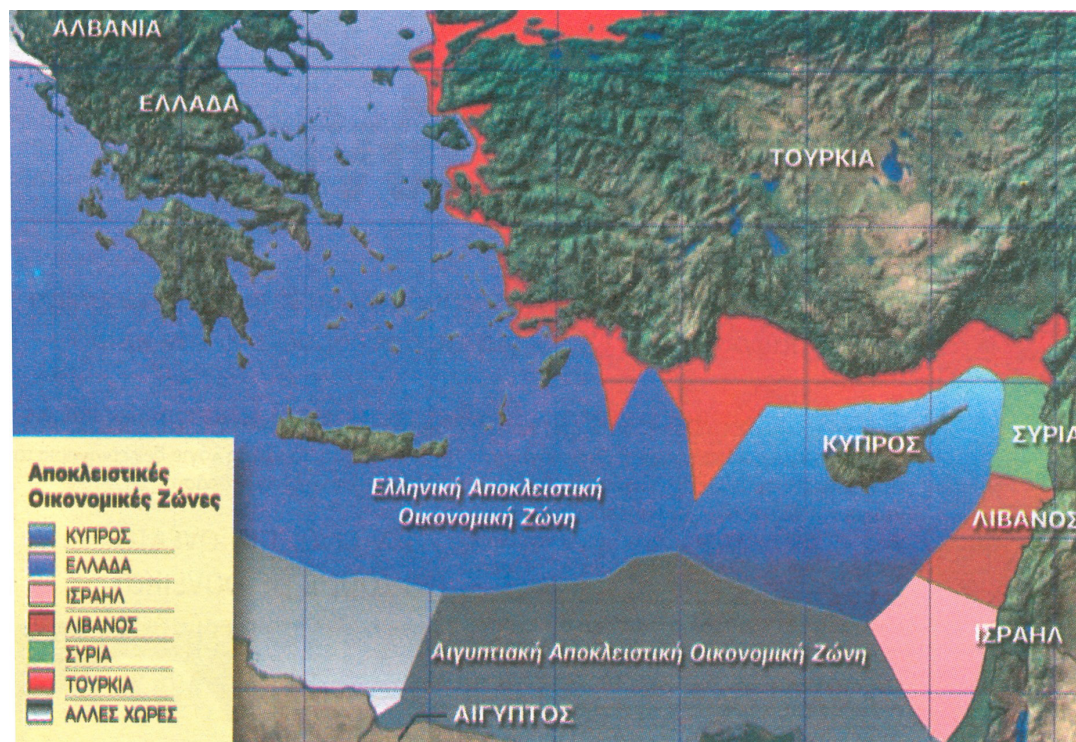 ΑΛΒΑΝΙΑ
ΕΛΛΑΔΑ
ΤΟΥΡΚΙΑ
ΚΥΠΡΟΣ
ΣΥΡΙΑ
ΛΙΒΑΝΟΣ
ΙΣΡΑΗΛ
Ελληνική Αποκλειστική
Οικονομική Ζώνη
Αιγυπτιακή Αποκλειστική Οικονομική Ζώνη
ΑΙΓΥΠΤΟΣ
Αποκλειστικές
Οικονομικές Ζώνες
ΚΥΠΡΟΣ
ΕΛΛΑΔΑ
ΙΣΡΑΗΛ
ΛΙΒΑΝΟΣ
ΣΥΡΙΑ
ΤΟΥΡΚΙΑ
ΑΛΛΕΣ ΧΩΡΕΣ